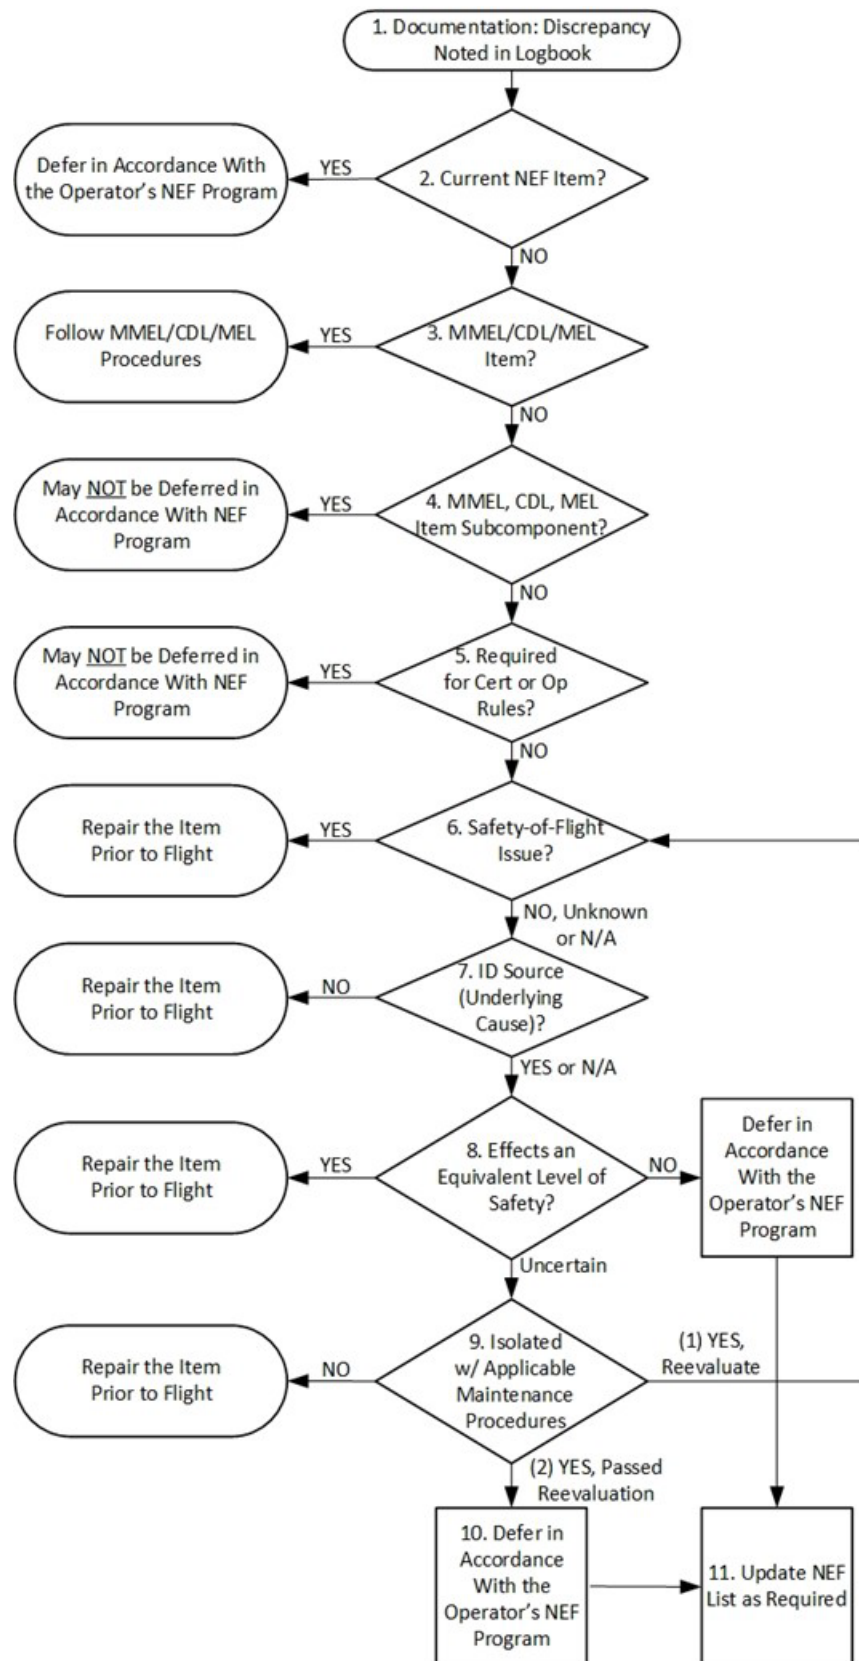 1. Documentation: Discrepancy
Noted in Logbook
Defer in Accordance With
the Operator's NEF Program
YES
2. Current NEF Item?
NO
Follow MMEL/CDL/MEL
Procedures
YES
3. MMEL/CDL/MEL
Item?
NO
May NOT be Deferred in
Accordance With NEF
Program
YES
4. MMEL, CDL, MEL
Item Subcomponent?
NO
May NOT be Deferred in
Accordance With NEF
Program
YES
5. Required
for Cert or Op
Rules?
NO
Repair the Item
Prior to Flight
YES
6. Safety-of-Flight
Issue?
NO, Unknown
or N/A
Repair the Item
Prior to Flight
NO
7. ID Source
(Underlying
Cause)?
YES or N/A
Repair the Item
Prior to Flight
YES
8. Effects an
Equivalent Level of
Safety?
NO
Defer in
Accordance
With the
Operator's NEF
Program
Uncertain
Repair the Item
Prior to Flight
NO
9. Isolated
w/ Applicable
Maintenance
Procedures
(1) YES,
Reevaluate
(2) YES, Passed
Reevaluation
10. Defer in
Accordance
With the
Operator's NEF
Program
11. Update NEF
List as Required